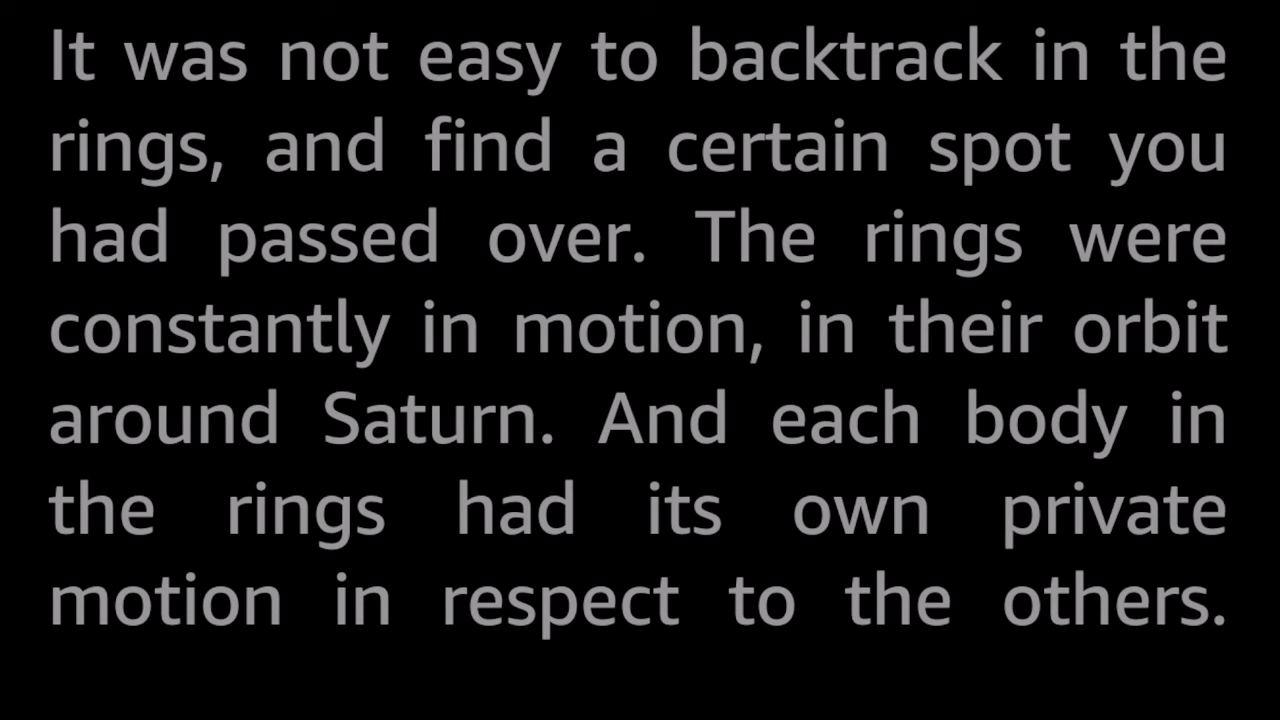 It was not easy to backtrack in the
rings, and find a certain spot you
had passed over. The rings were
constantly in motion, in their orbit
around Saturn. And each body in
the rings had its own private
motion in respect to the others.